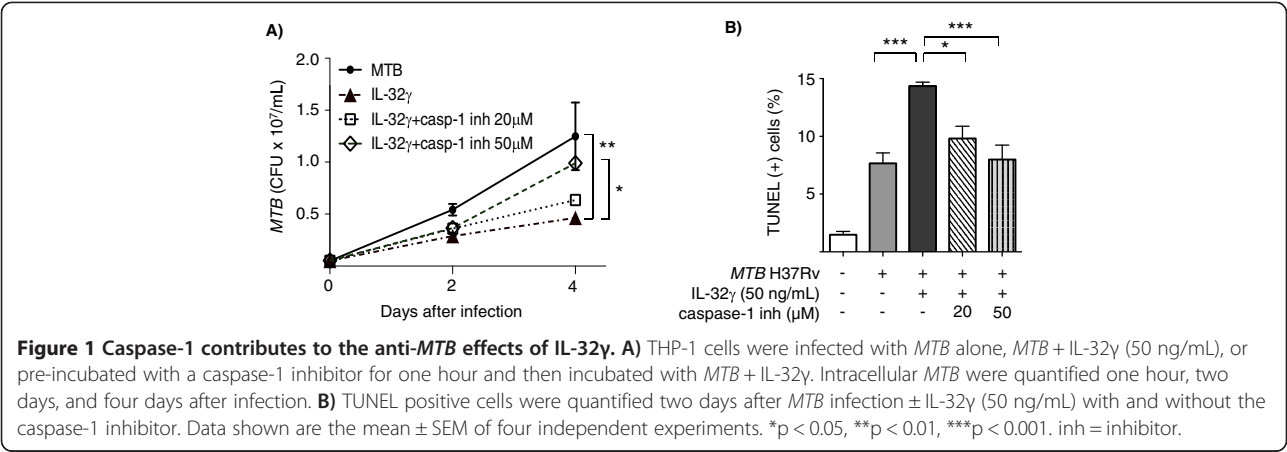 A)
2.0
1.5
1.0
0.5
MTB (CFU x 10⁷/mL)
MTB
IL-32γ
IL-32γ+casp-1 inh 20μM
IL-32γ+casp-1 inh 50μM
**
*
0 2 4
Days after infection
B)
***
*** *
15
10
5
TUNEL (+) cells (%)
MTB H37Rv - + + + +
IL-32γ (50 ng/mL) - - + + +
caspase-1 inh (μM) - - - 20 50
Figure 1 Caspase-1 contributes to the anti-MTB effects of IL-32γ. A) THP-1 cells were infected with MTB alone, MTB + IL-32γ (50 ng/mL), or
pre-incubated with a caspase-1 inhibitor for one hour and then incubated with MTB + IL-32γ. Intracellular MTB were quantified one hour, two
days, and four days after infection. B) TUNEL positive cells were quantified two days after MTB infection ± IL-32γ (50 ng/mL) with and without the
caspase-1 inhibitor. Data shown are the mean ± SEM of four independent experiments. *p < 0.05, **p < 0.01, ***p < 0.001. inh = inhibitor.